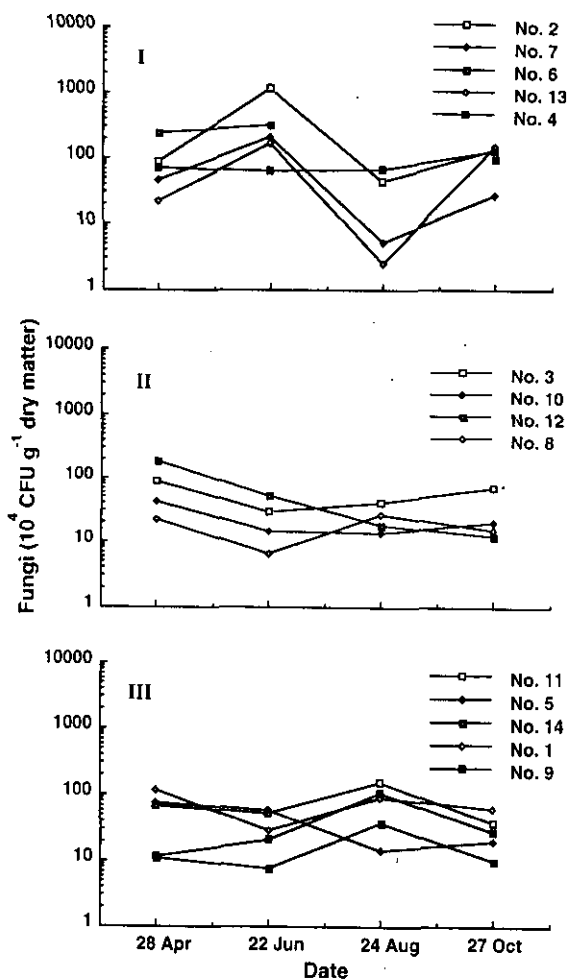 I
10000
1000
100
10
1
No. 2
No. 7
No. 6
No. 13
No. 4
Fungi (10⁴ CFU g⁻¹ dry matter)
II
10000
1000
100
10
1
No. 3
No. 10
No. 12
No. 8
III
10000
1000
100
10
1
No. 11
No. 5
No. 14
No. 1
No. 9
28 Apr 22 Jun 24 Aug 27 Oct
Date